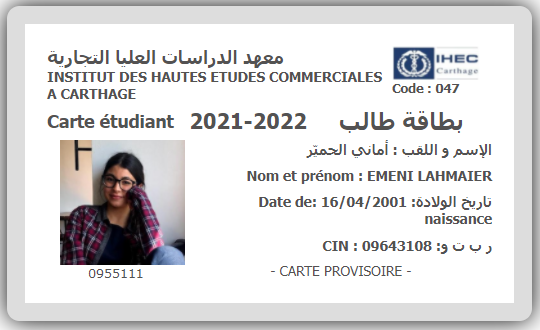 معهد الدراسات العليا التجارية
INSTITUT DES HAUTES ETUDES COMMERCIALES
A CARTHAGE
IHEC
Carthage
Code : 047
Carte étudiant 2021-2022 بطاقة طالب
الإسم و اللقب : أماني الحميّر
Nom et prénom : EMENI LAHMAIER
Date de: 16/04/2001 تاريخ الولادة:
naissance
CIN : 09643108 ر ب ت و:
0955111
- CARTE PROVISOIRE -